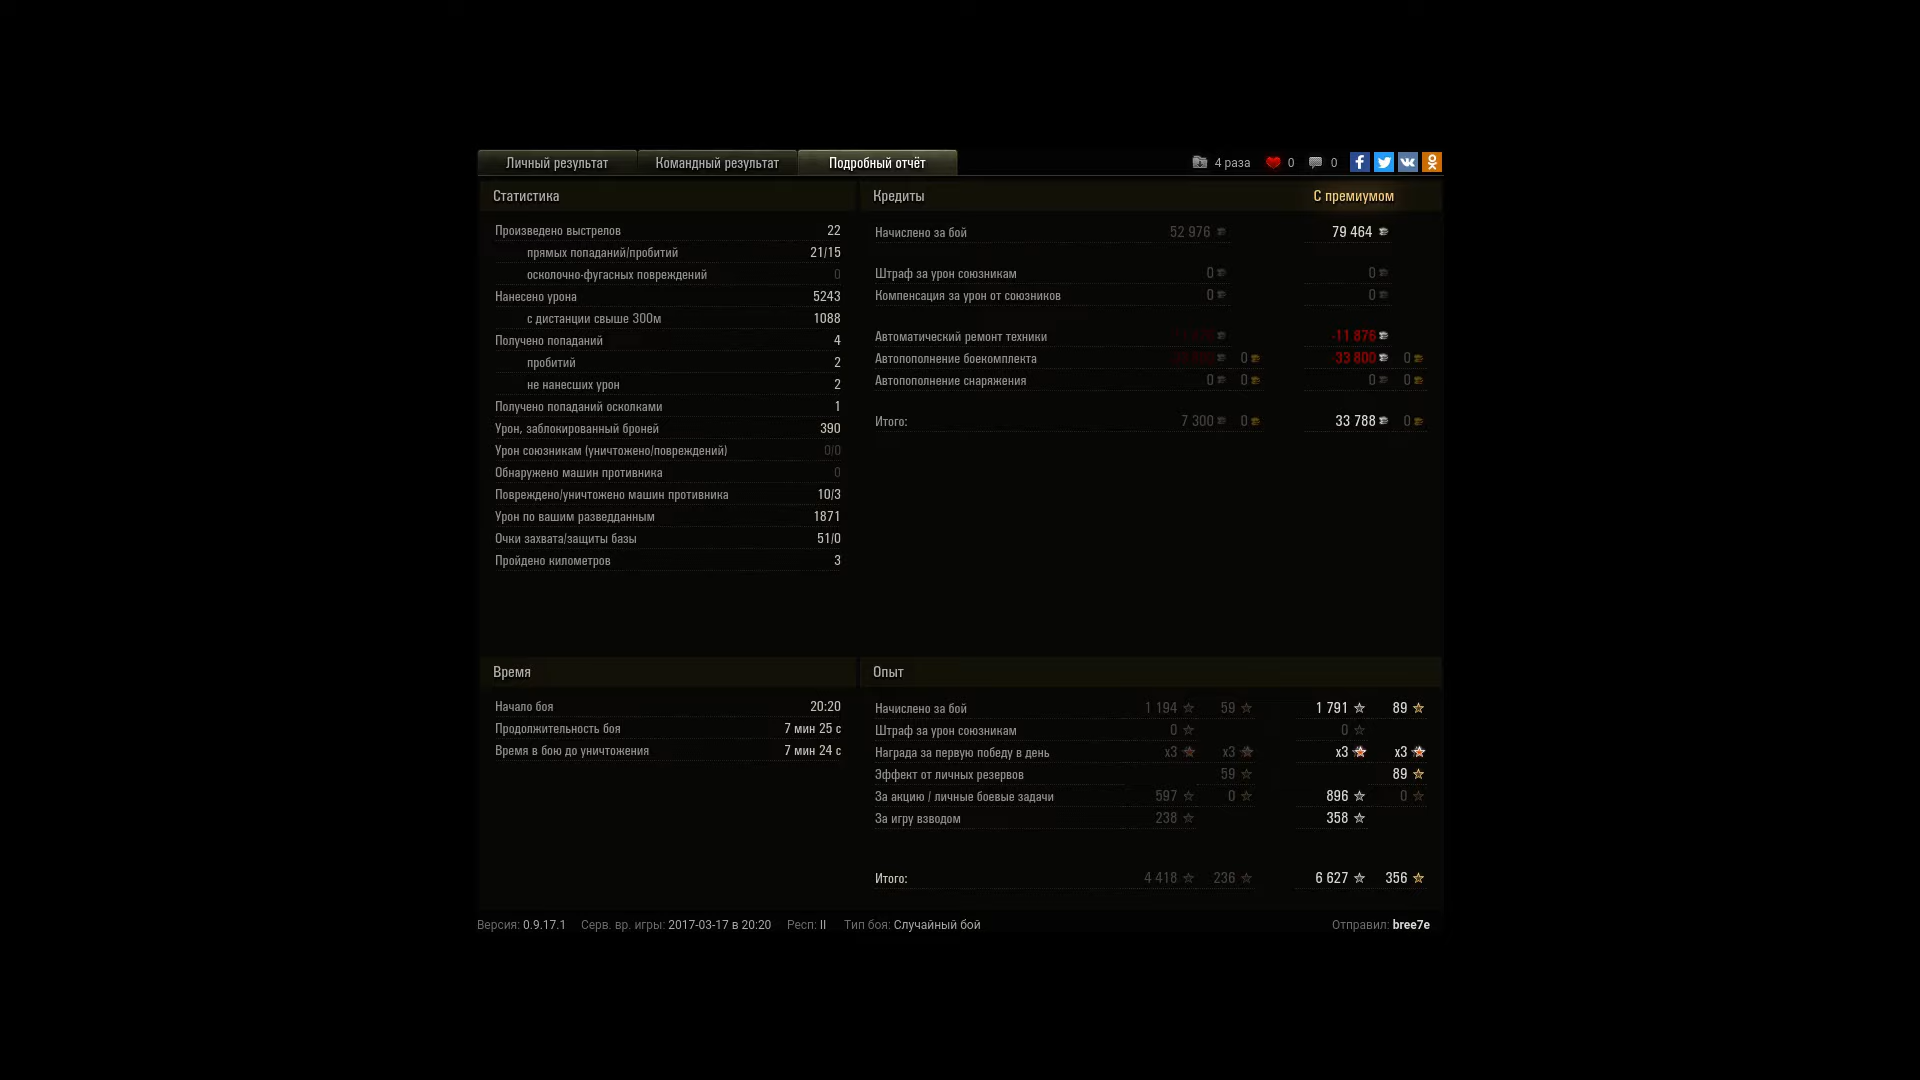 Личный результат Командный результат Подробный отчёт 4 раза 0 0
Статистика
Произведено выстрелов 22
прямых попаданий/пробитий 21/15
осколочно-фугасных повреждений 0
Нанесено урона 5243
с дистанции свыше 300м 1088
Получено попаданий 4
пробитий 2
не нанесших урон 2
Получено попаданий осколками 1
Урон, заблокированный броней 390
Урон союзникам (уничтожено/повреждений) 0/0
Обнаружено машин противника 0
Повреждено/уничтожено машин противника 10/3
Урон по вашим разведданным 1871
Очки захвата/защиты базы 51/0
Пройдено километров 3
Кредиты С премиумом
Начислено за бой 52 976 79 464
Штраф за урон союзникам 0 0
Компенсация за урон от союзников 0 0
Автоматический ремонт техники -11 876
Автопополнение боекомплекта 0 -33 800 0
Автопополнение снаряжения 0 0 0 0
Итого: 7 300 0 33 788 0
Время
Начало боя 20:20
Продолжительность боя 7 мин 25 с
Время в бою до уничтожения 7 мин 24 с
Опыт
Начислено за бой 1 194 59 1 791 89
Штраф за урон союзникам 0 0
Награда за первую победу в день x3 x3 x3 x3
Эффект от личных резервов 59 89
За акцию / личные боевые задачи 597 0 896 0
За игру взводом 238 358
Итого: 4 418 236 6 627 356
Версия: 0.9.17.1 Серв. вр. игры: 2017-03-17 в 20:20 Респ: II Тип боя: Случайный бой Отправил: bree7e